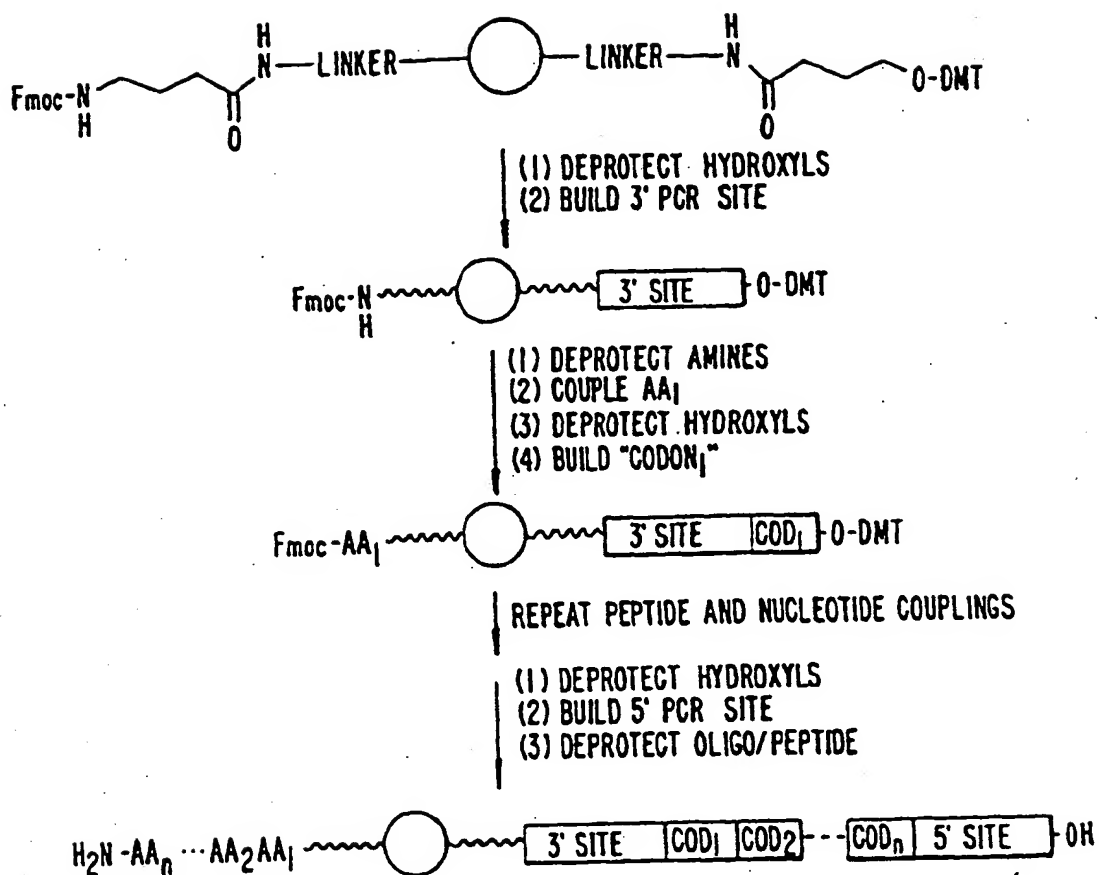 H H
Fmoc-N N LINKER LINKER N O-DMT
H O O
(1) DEPROTECT HYDROXYLS
(2) BUILD 3' PCR SITE
Fmoc-N 3' SITE O-DMT
H
(1) DEPROTECT AMINES
(2) COUPLE AA₁
(3) DEPROTECT HYDROXYLS
(4) BUILD "CODON₁"
Fmoc-AA₁ 3' SITE COD₁ O-DMT
REPEAT PEPTIDE AND NUCLEOTIDE COUPLINGS
(1) DEPROTECT HYDROXYLS
(2) BUILD 5' PCR SITE
(3) DEPROTECT OLIGO/PEPTIDE
H₂N-AAₙ ···AA₂AA₁ 3' SITE COD₁ COD₂ --- CODₙ 5' SITE OH